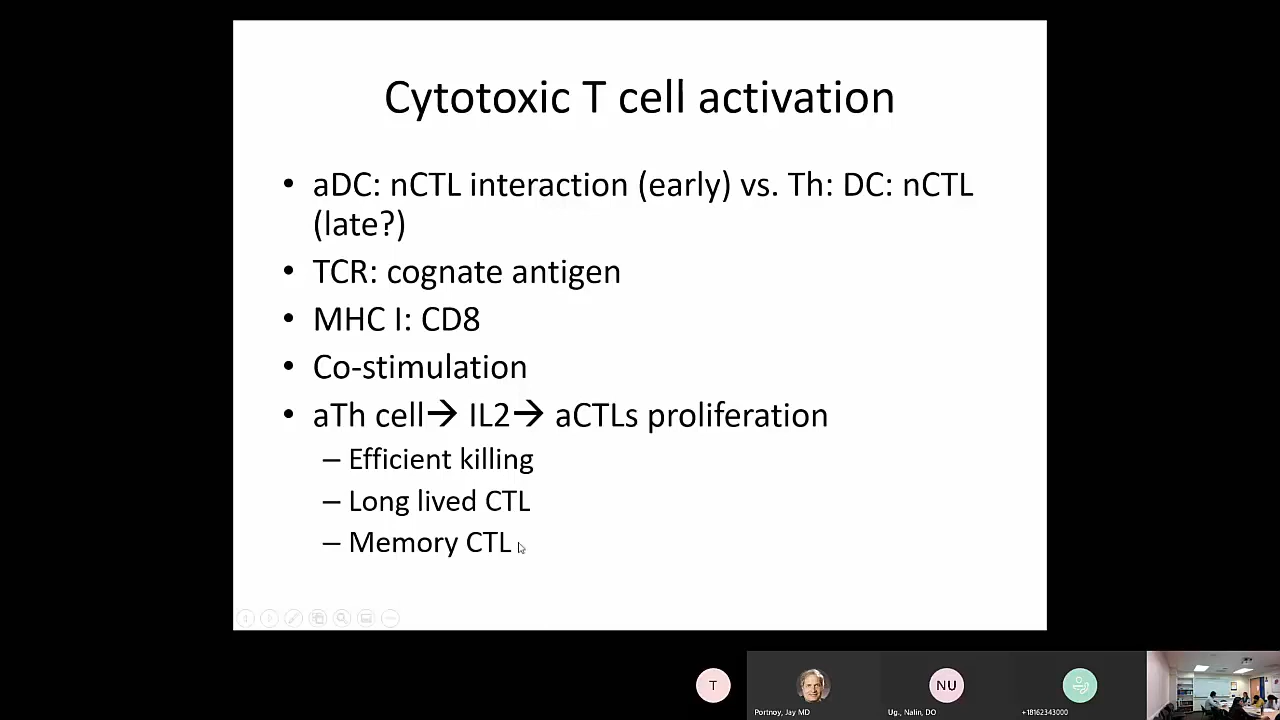 Cytotoxic T cell activation
• aDC: nCTL interaction (early) vs. Th: DC: nCTL
(late?)
• TCR: cognate antigen
• MHC I: CD8
• Co-stimulation
• aTh cell→ IL2→ aCTLs proliferation
– Efficient killing
– Long lived CTL
– Memory CTL
T
NU
Portnoy, Jay MD
Ug., Nalin, DO
+18162343000